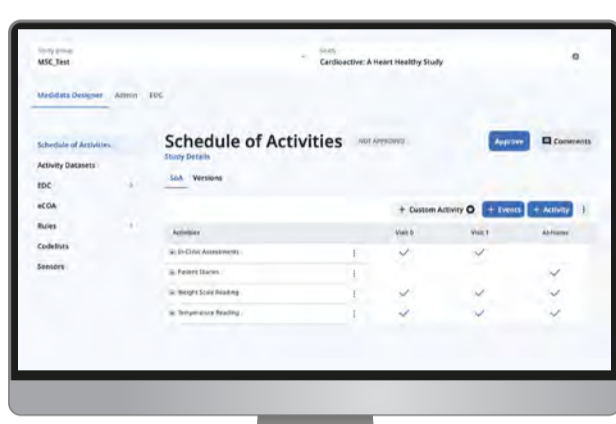 Study group
Study
MSC_Test
Cardioactive: A Heart Healthy Study
Medidata Designer Admin EDC
Schedule of Activities
Activity Datasets
EDC
eCOA
Rules
Codelists
Sensors
Schedule of Activities NOT APPROVED
Approve Comments
Study Details
SoA Versions
+ Custom Activity + Events + Activity
Activities Visit 0 Visit 1 At-Home
In-Clinic Assessments
Patient Diaries
Weight Scale Reading
Temperature Reading